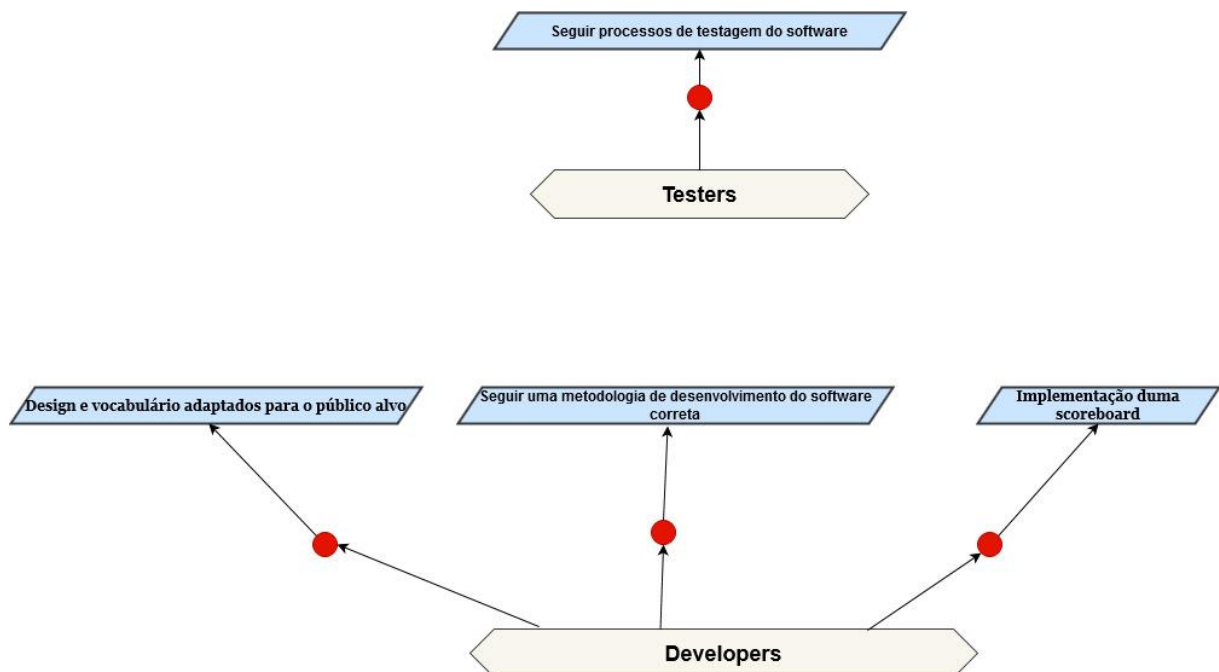 Seguir processos de testagem do software
Testers
Design e vocabulário adaptados para o público alvo
Seguir uma metodologia de desenvolvimento do software
correta
Implementação duma
scoreboard
Developers